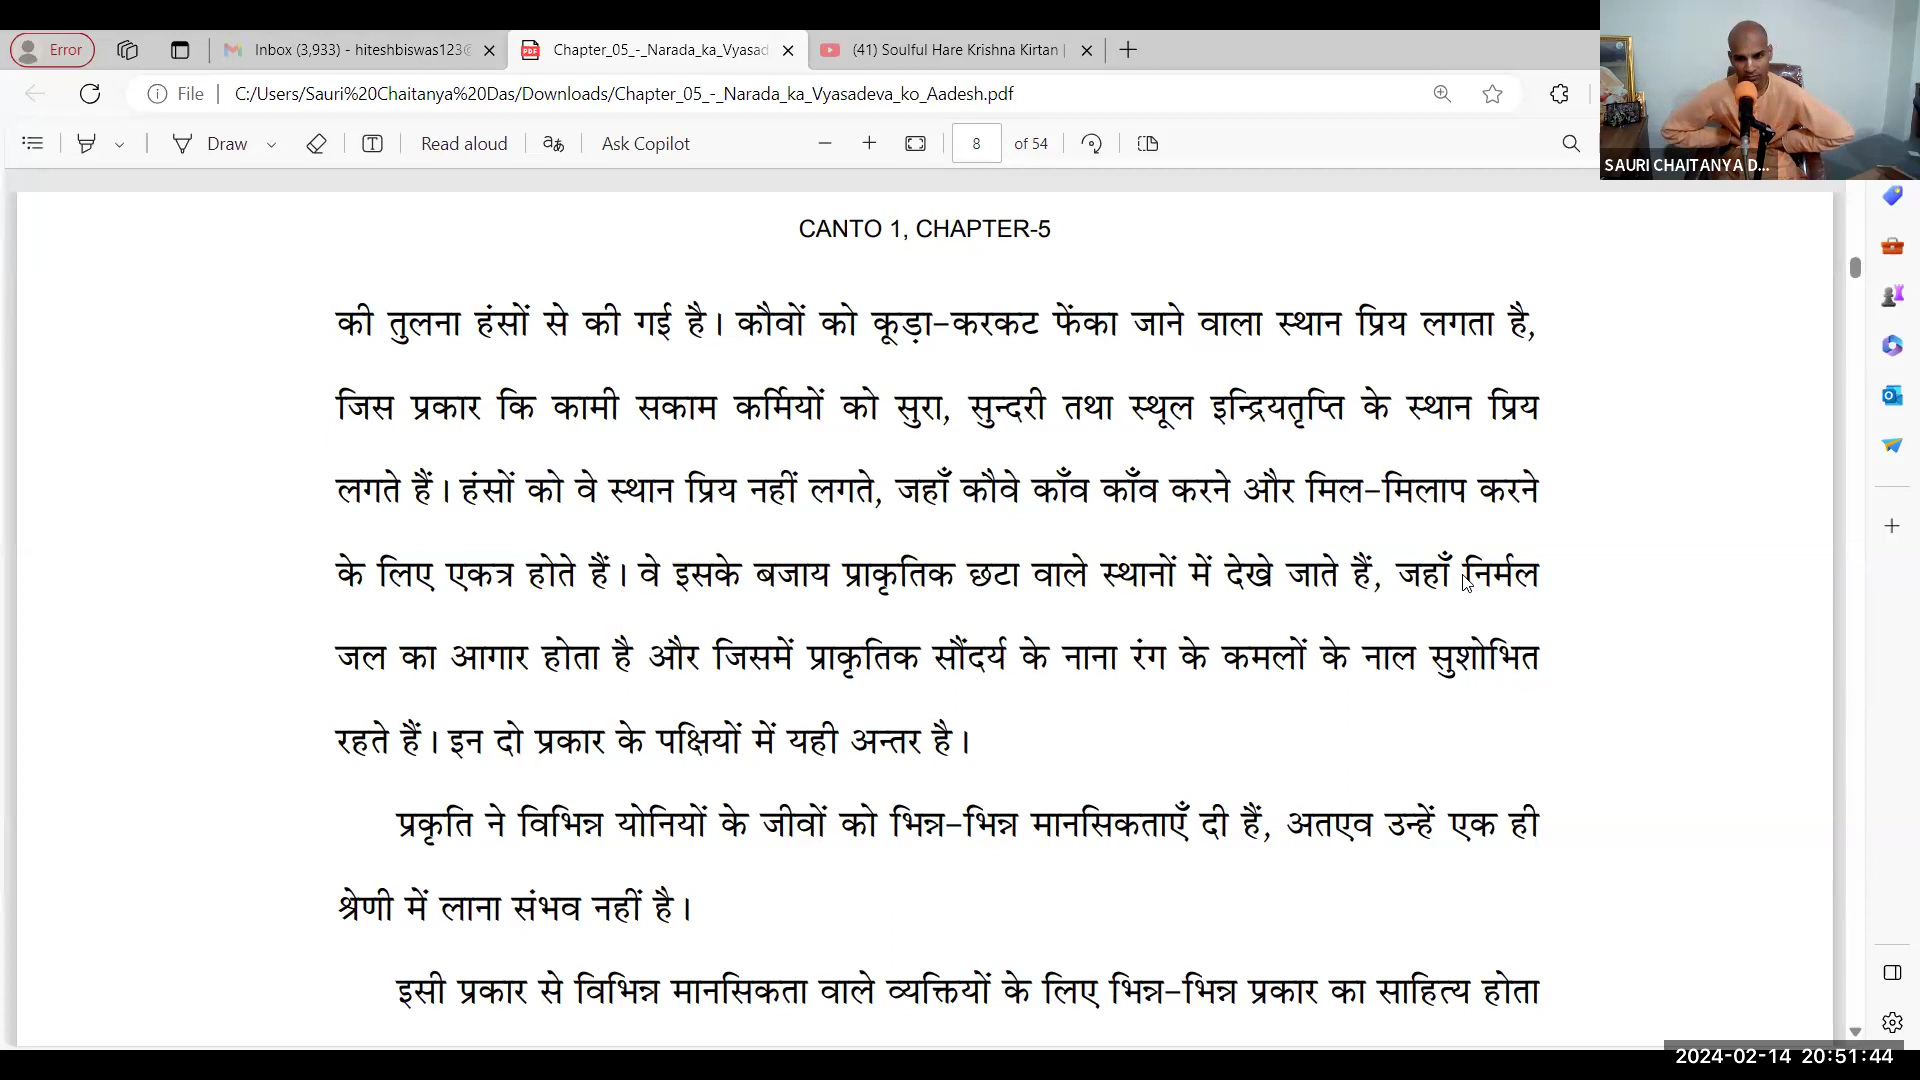 Error
Inbox (3,933) - hiteshbiswas123@
Chapter_05_-_Narada_ka_Vyasad
(41) Soulful Hare Krishna Kirtan |
File
C:/Users/Sauri%20Chaitanya%20Das/Downloads/Chapter_05_-_Narada_ka_Vyasadeva_ko_Aadesh.pdf
Draw
Read aloud
Ask Copilot
8 of 54
SAURI CHAITANYA D...
CANTO 1, CHAPTER-5
की तुलना हंसों से की गई है। कौवों को कूड़ा-करकट फेंका जाने वाला स्थान प्रिय लगता है,
जिस प्रकार कि कामी सकाम कर्मियों को सुरा, सुन्दरी तथा स्थूल इन्द्रियतृप्ति के स्थान प्रिय
लगते हैं। हंसों को वे स्थान प्रिय नहीं लगते, जहाँ कौवे काँव काँव करने और मिल-मिलाप करने
के लिए एकत्र होते हैं। वे इसके बजाय प्राकृतिक छटा वाले स्थानों में देखे जाते हैं, जहाँ निर्मल
जल का आगार होता है और जिसमें प्राकृतिक सौंदर्य के नाना रंग के कमलों के नाल सुशोभित
रहते हैं। इन दो प्रकार के पक्षियों में यही अन्तर है।
प्रकृति ने विभिन्न योनियों के जीवों को भिन्न-भिन्न मानसिकताएँ दी हैं, अतएव उन्हें एक ही
श्रेणी में लाना संभव नहीं है।
इसी प्रकार से विभिन्न मानसिकता वाले व्यक्तियों के लिए भिन्न-भिन्न प्रकार का साहित्य होता
2024-02-14 20:51:44